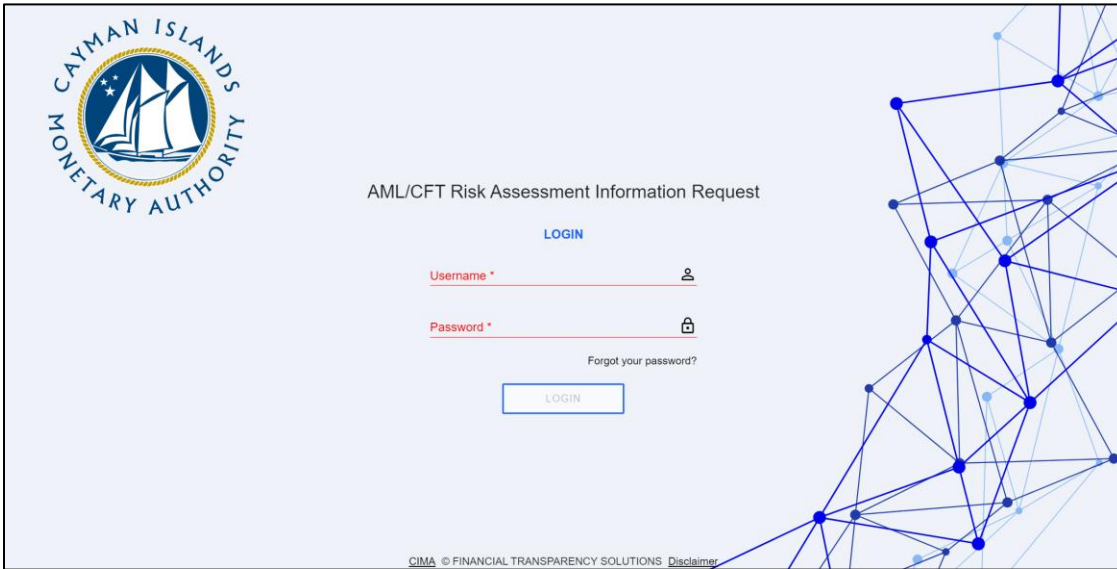 CAYMAN ISLANDS
MONETARY AUTHORITY
AML/CFT Risk Assessment Information Request
LOGIN
Username *
Password *
Forgot your password?
LOGIN
CIMA © FINANCIAL TRANSPARENCY SOLUTIONS Disclaimer